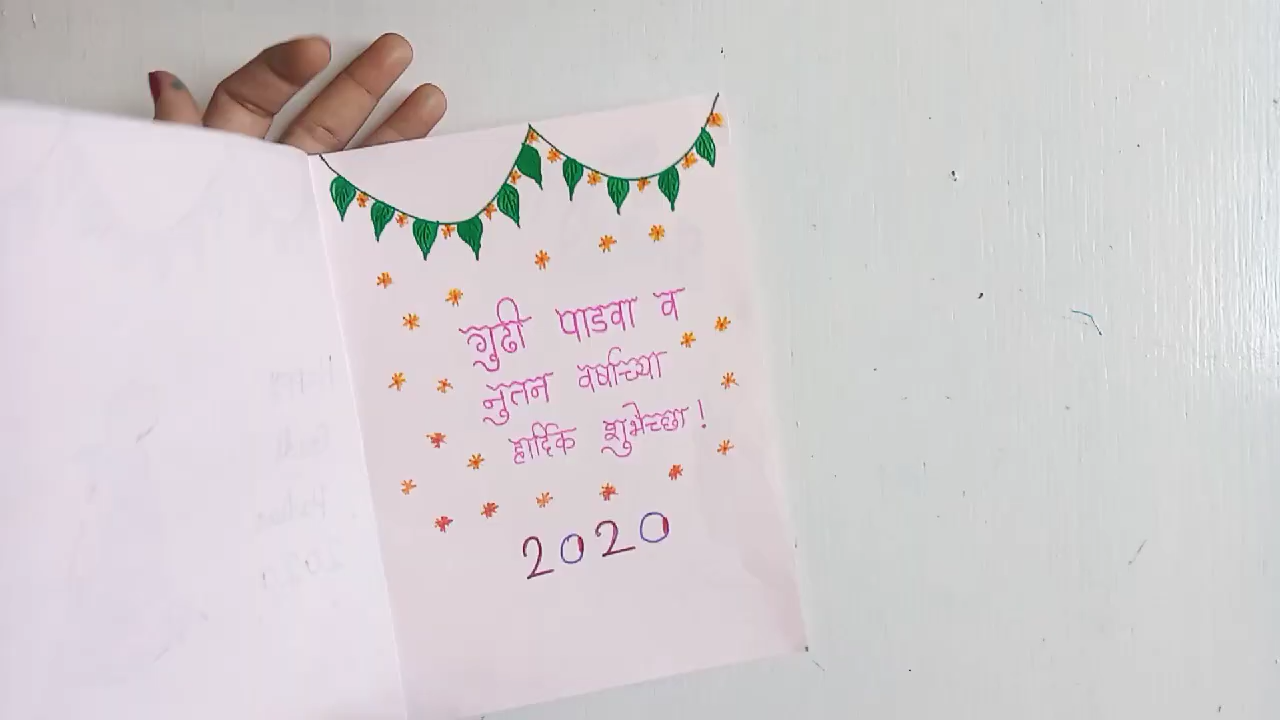 गुढी पाडवा व
नुतन वर्षाच्या
हार्दिक शुभेच्छा!
2020